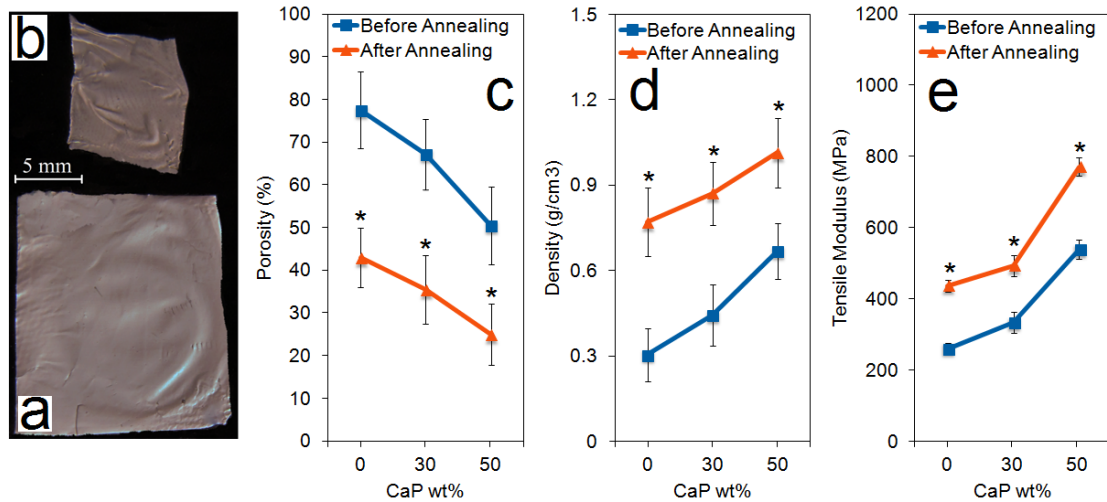 b
5 mm
a
100
90
80
70
60
50
40
30
20
10
0
Porosity (%)
Before Annealing
After Annealing
c
*
*
*
0 30 50
CaP wt%
1.5
1.2
0.9
0.6
0.3
0
Density (g/cm3)
Before Annealing
After Annealing
d
*
*
*
0 30 50
CaP wt%
1200
1000
800
600
400
200
0
Tensile Modulus (MPa)
Before Annealing
After Annealing
e
*
*
*
0 30 50
CaP wt%